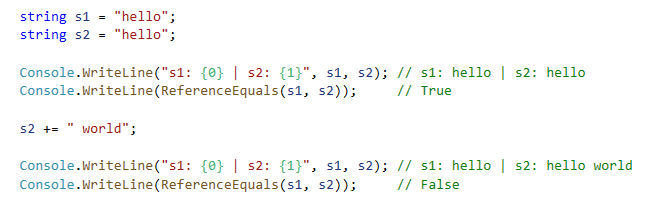 string s1 = "hello";
string s2 = "hello";
Console.WriteLine("s1: {0} | s2: {1}", s1, s2); // s1: hello | s2: hello
Console.WriteLine(ReferenceEquals(s1, s2));     // True
s2 += " world";
Console.WriteLine("s1: {0} | s2: {1}", s1, s2); // s1: hello | s2: hello world
Console.WriteLine(ReferenceEquals(s1, s2));     // False